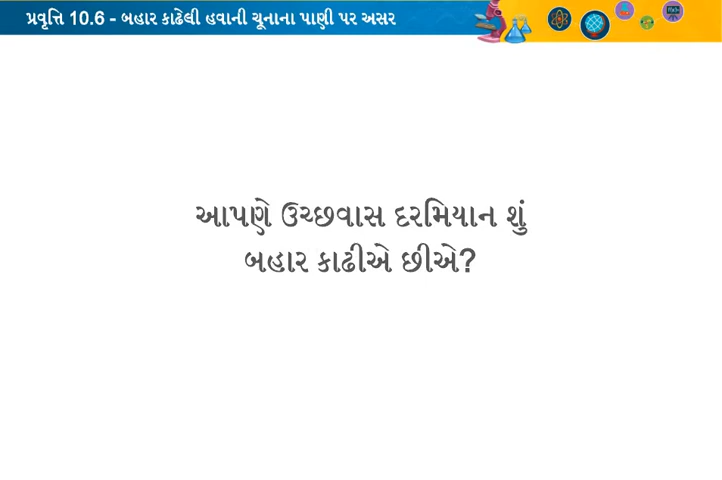 પ્રવૃત્તિ 10.6 - બહાર કાઢેલી હવાની ચૂનાના પાણી પર અસર
આપણે ઉચ્છવાસ દરમિયાન શું
બહાર કાઢીએ છીએ?